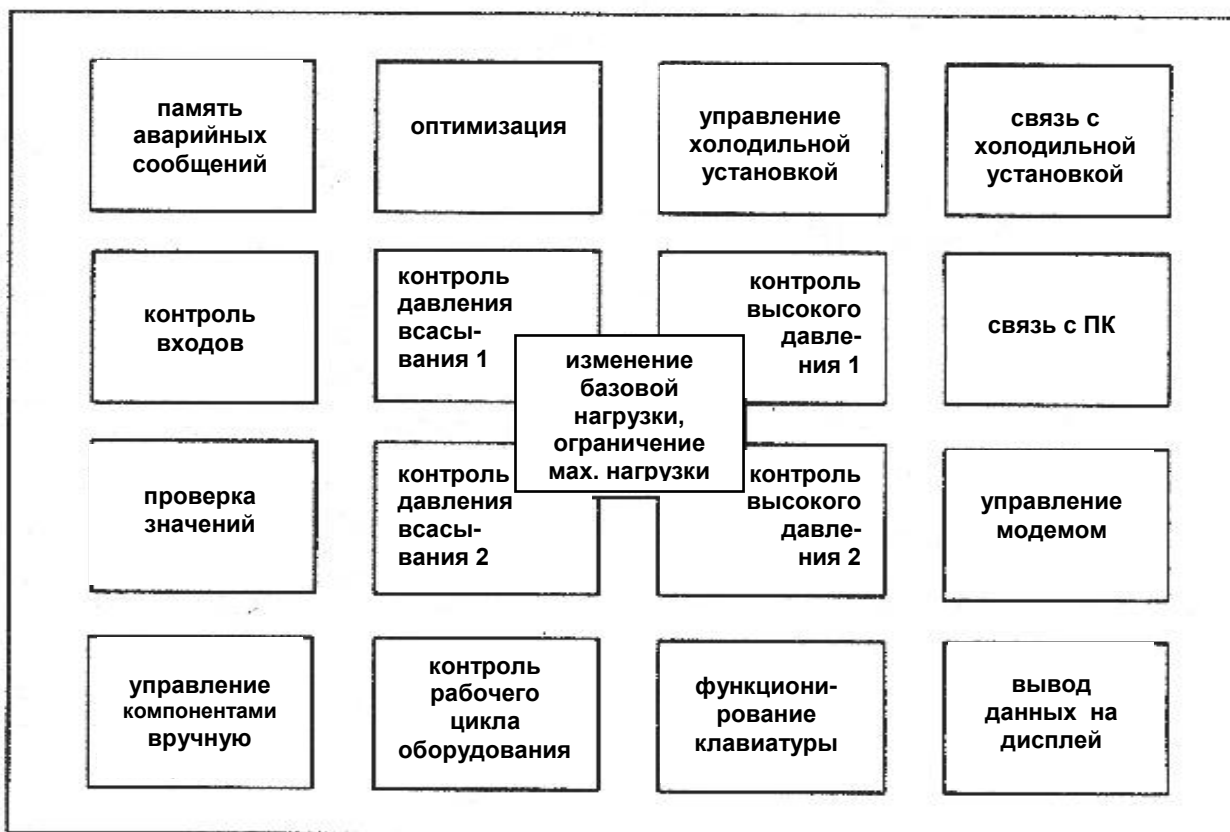 память
аварийных
сообщений
оптимизация
управление
холодильной
установкой
связь с
холодильной
установкой
контроль
входов
контроль
давления
всасы-
вания 1
контроль
высокого
давле-
ния 1
связь с ПК
изменение
базовой
нагрузки,
ограничение
мах. нагрузки
проверка
значений
контроль
давления
всасы-
вания 2
контроль
высокого
давле-
ния 2
управление
модемом
управление
компонентами
вручную
контроль
рабочего
цикла
оборудования
функциони-
рование
клавиатуры
вывод
данных на
дисплей